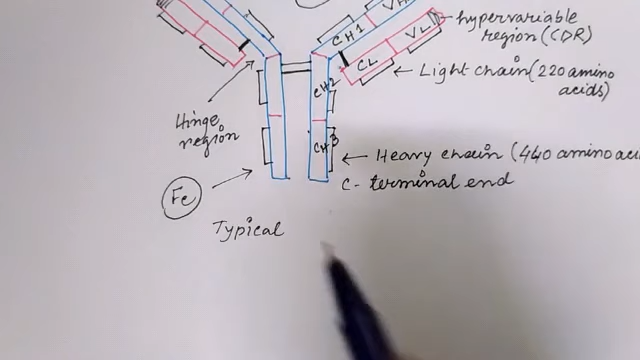 VH
CH1
VL
CL
hypervariable
region (CDR)
CH2
Light chain (220 amino
acids)
Hinge
region
CH3
Heavy chain (440 amino
C- terminal end
Fc
Typical